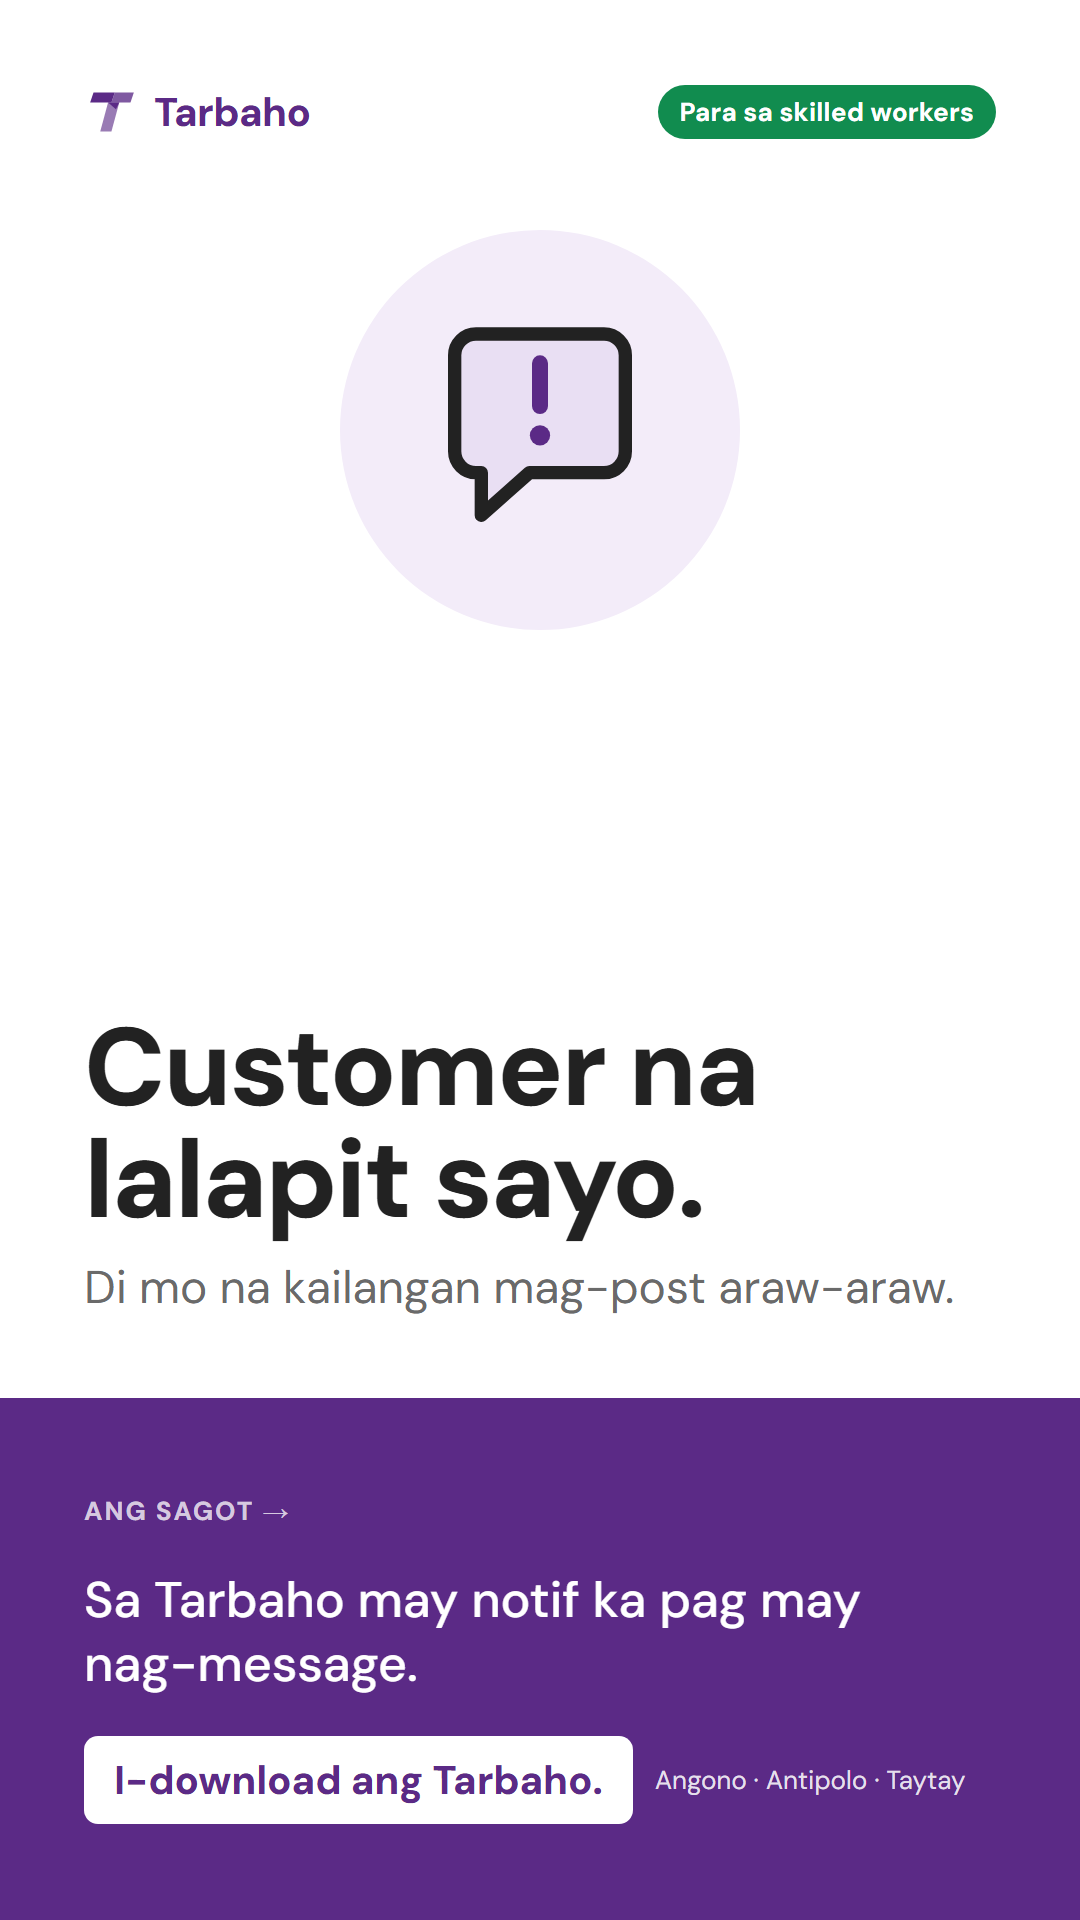 Tarbaho
Para sa skilled workers
Customer na
lalapit sayo.
Di mo na kailangan mag-post araw-araw.
ANG SAGOT →
Sa Tarbaho may notif ka pag may
nag-message.
I-download ang Tarbaho.
Angono · Antipolo · Taytay